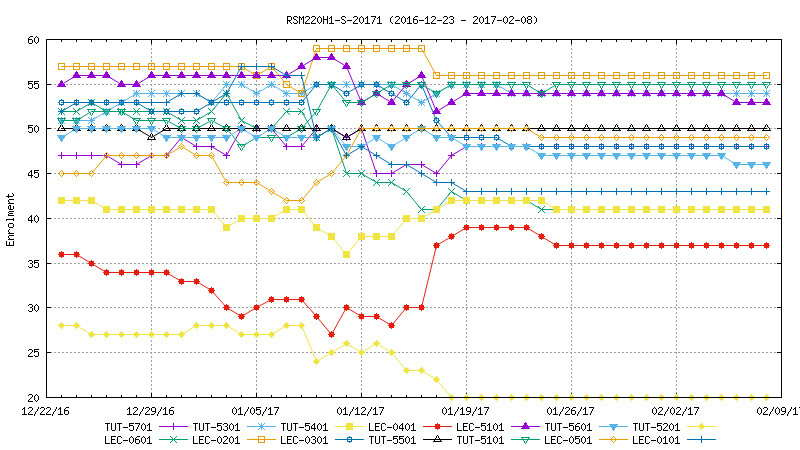 RSM220H1-S-20171 (2016-12-23 - 2017-02-08)
60
55
50
45
40
35
30
25
20
Enrolment
12/22/16 12/29/16 01/05/17 01/12/17 01/19/17 01/26/17 02/02/17 02/09/17
TUT-5701 TUT-5301 TUT-5401 LEC-0401 LEC-5101 TUT-5601 TUT-5201
LEC-0601 LEC-0201 LEC-0301 TUT-5501 TUT-5101 LEC-0501 LEC-0101